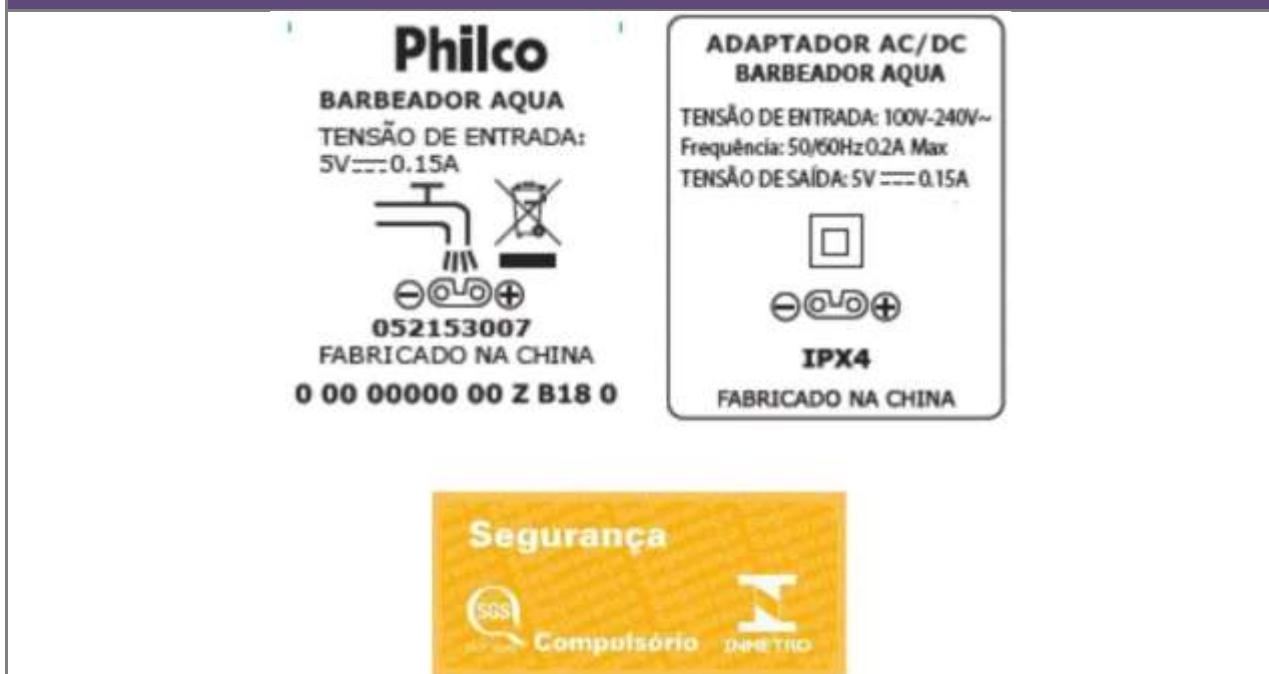 Philco
BARBEADOR AQUA
TENSÃO DE ENTRADA:
5V 0.15A
052153007
FABRICADO NA CHINA
0 00 00000 00 Z B18 0
ADAPTADOR AC/DC
BARBEADOR AQUA
TENSÃO DE ENTRADA: 100V-240V~
Frequência: 50/60Hz 0.2A Max
TENSÃO DE SAÍDA: 5V 0.15A
IPX4
FABRICADO NA CHINA
Segurança
SGS
Compulsório
INMETRO